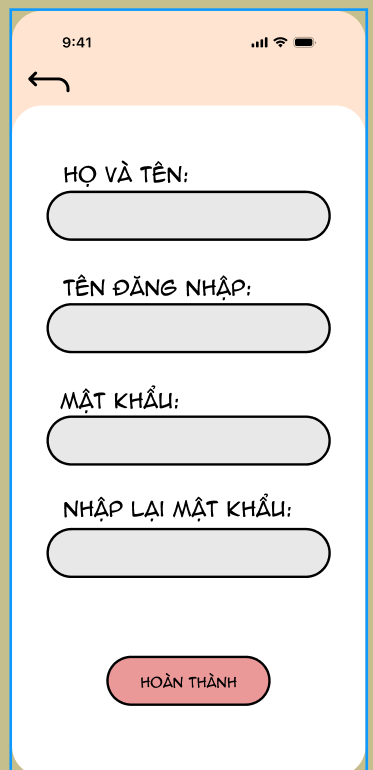 9:41
HỌ VÀ TÊN:
TÊN ĐĂNG NHẬP:
MẬT KHẨU:
NHẬP LẠI MẬT KHẨU:
HOÀN THÀNH